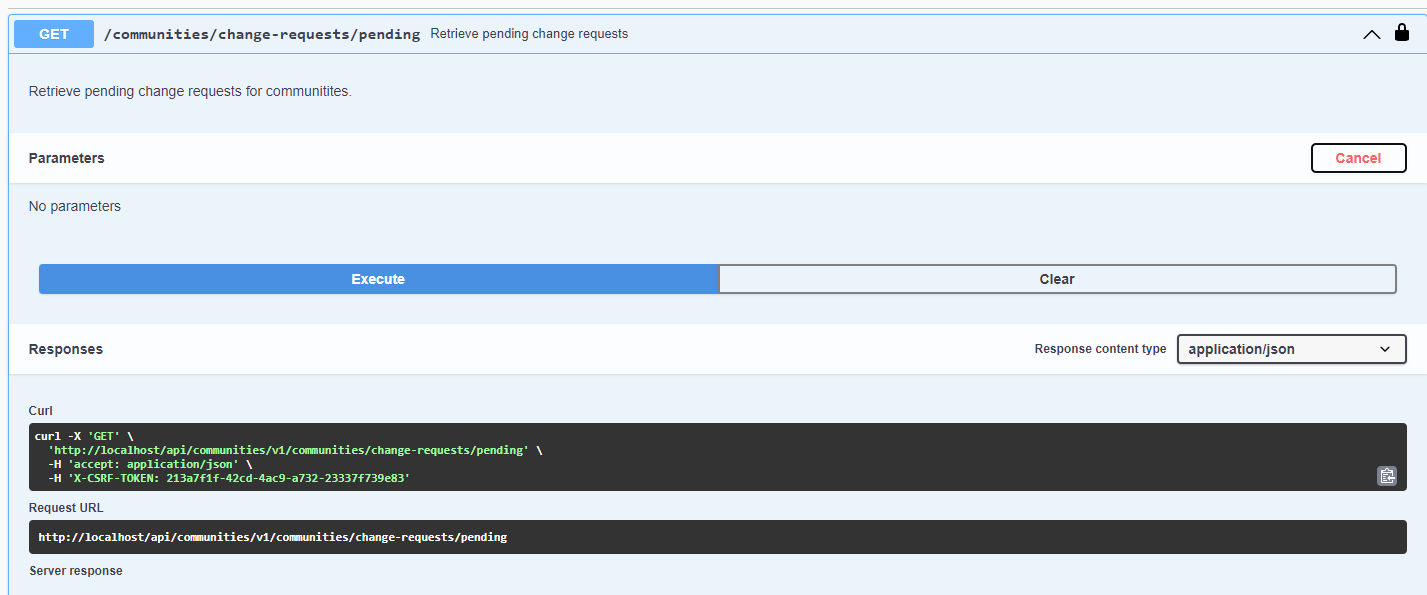 GET /communities/change-requests/pending Retrieve pending change requests
Retrieve pending change requests for communitites.
Parameters Cancel
No parameters
Execute Clear
Responses Response content type application/json
Curl
curl -X 'GET' \
'http://localhost/api/communities/v1/communities/change-requests/pending' \
-H 'accept: application/json' \
-H 'X-CSRF-TOKEN: 213a7f1f-42cd-4ac9-a732-23337f739e83'
Request URL
http://localhost/api/communities/v1/communities/change-requests/pending
Server response